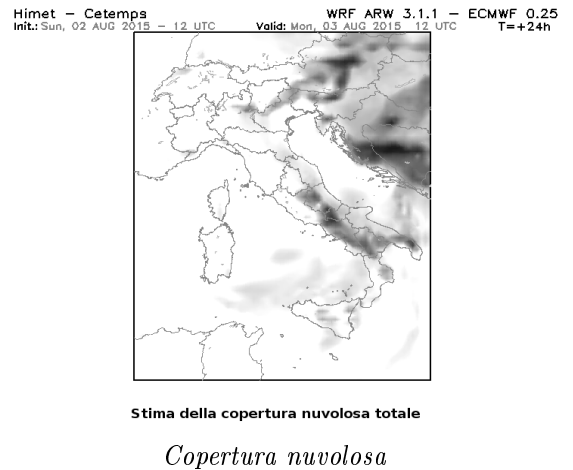 Himet – Cetemps WRF ARW 3.1.1 – ECMWF 0.25
Init.: Sun, 02 AUG 2015 – 12 UTC Valid: Mon, 03 AUG 2015 12 UTC T=+24h
Stima della copertura nuvolosa totale
Copertura nuvolosa